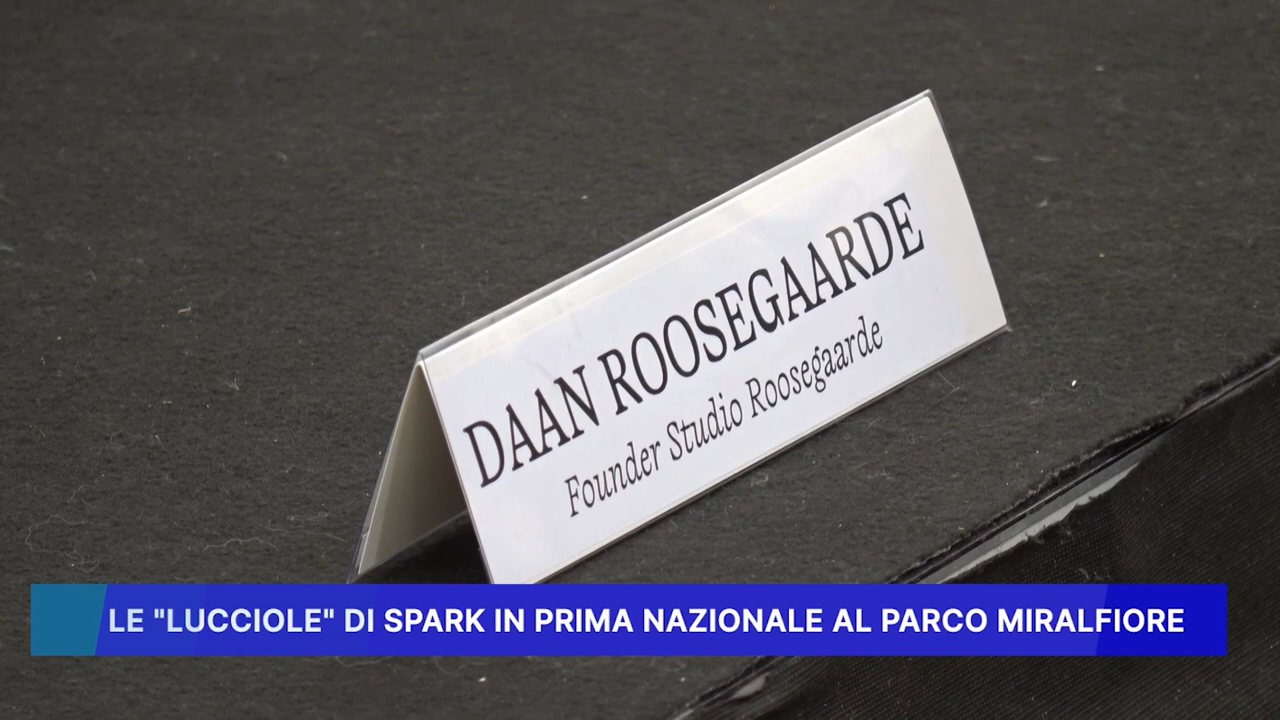 DAAN ROOSEGAARDE
Founder Studio Roosegaarde
LE "LUCCIOLE" DI SPARK IN PRIMA NAZIONALE AL PARCO MIRALFIORE